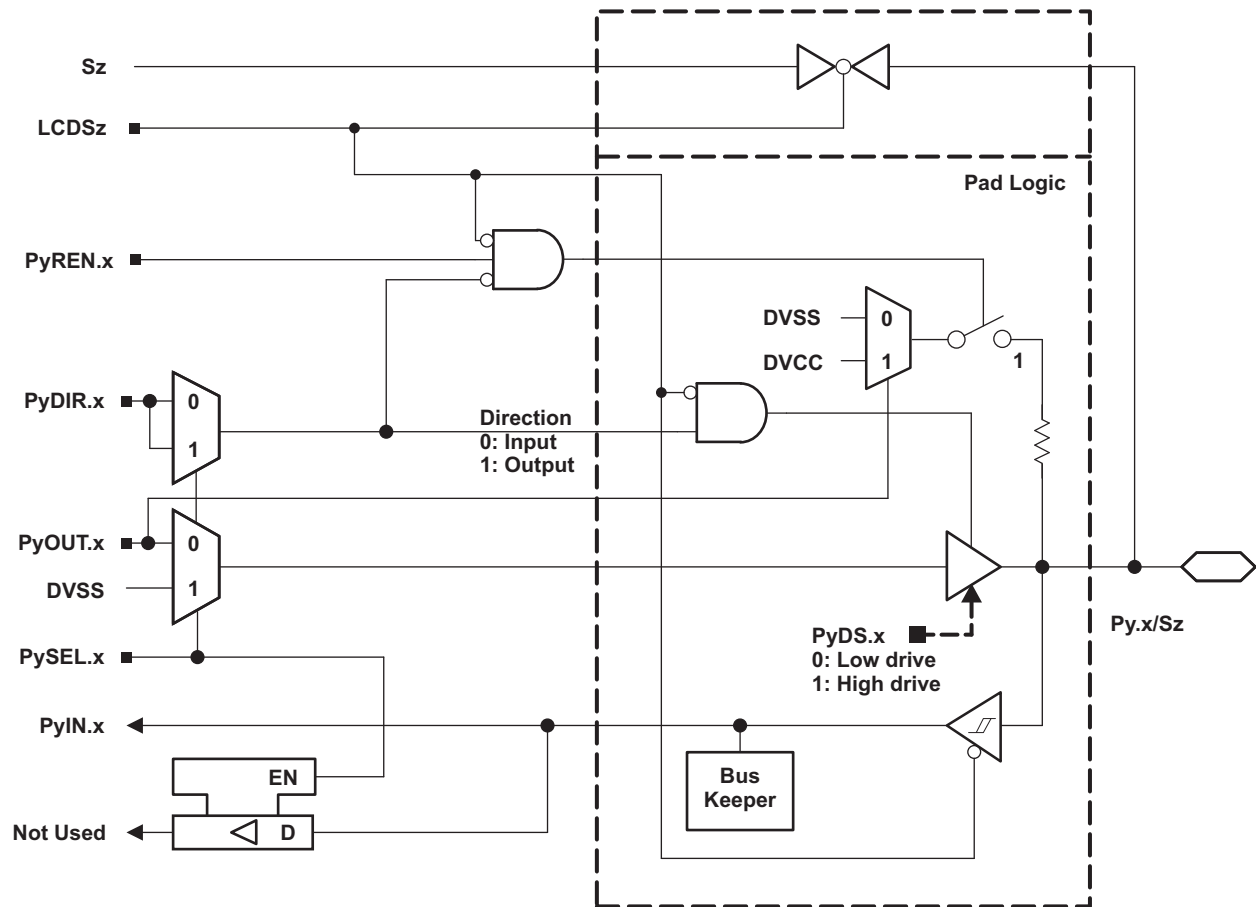 Sz
LCDSz
Pad Logic
PyREN.x
DVSS
0
DVCC
1
1
PyDIR.x
0
1
Direction
0: Input
1: Output
PyOUT.x
0
DVSS
1
PyDS.x
0: Low drive
1: High drive
Py.x/Sz
PySEL.x
PyIN.x
EN
Bus
Keeper
Not Used
D